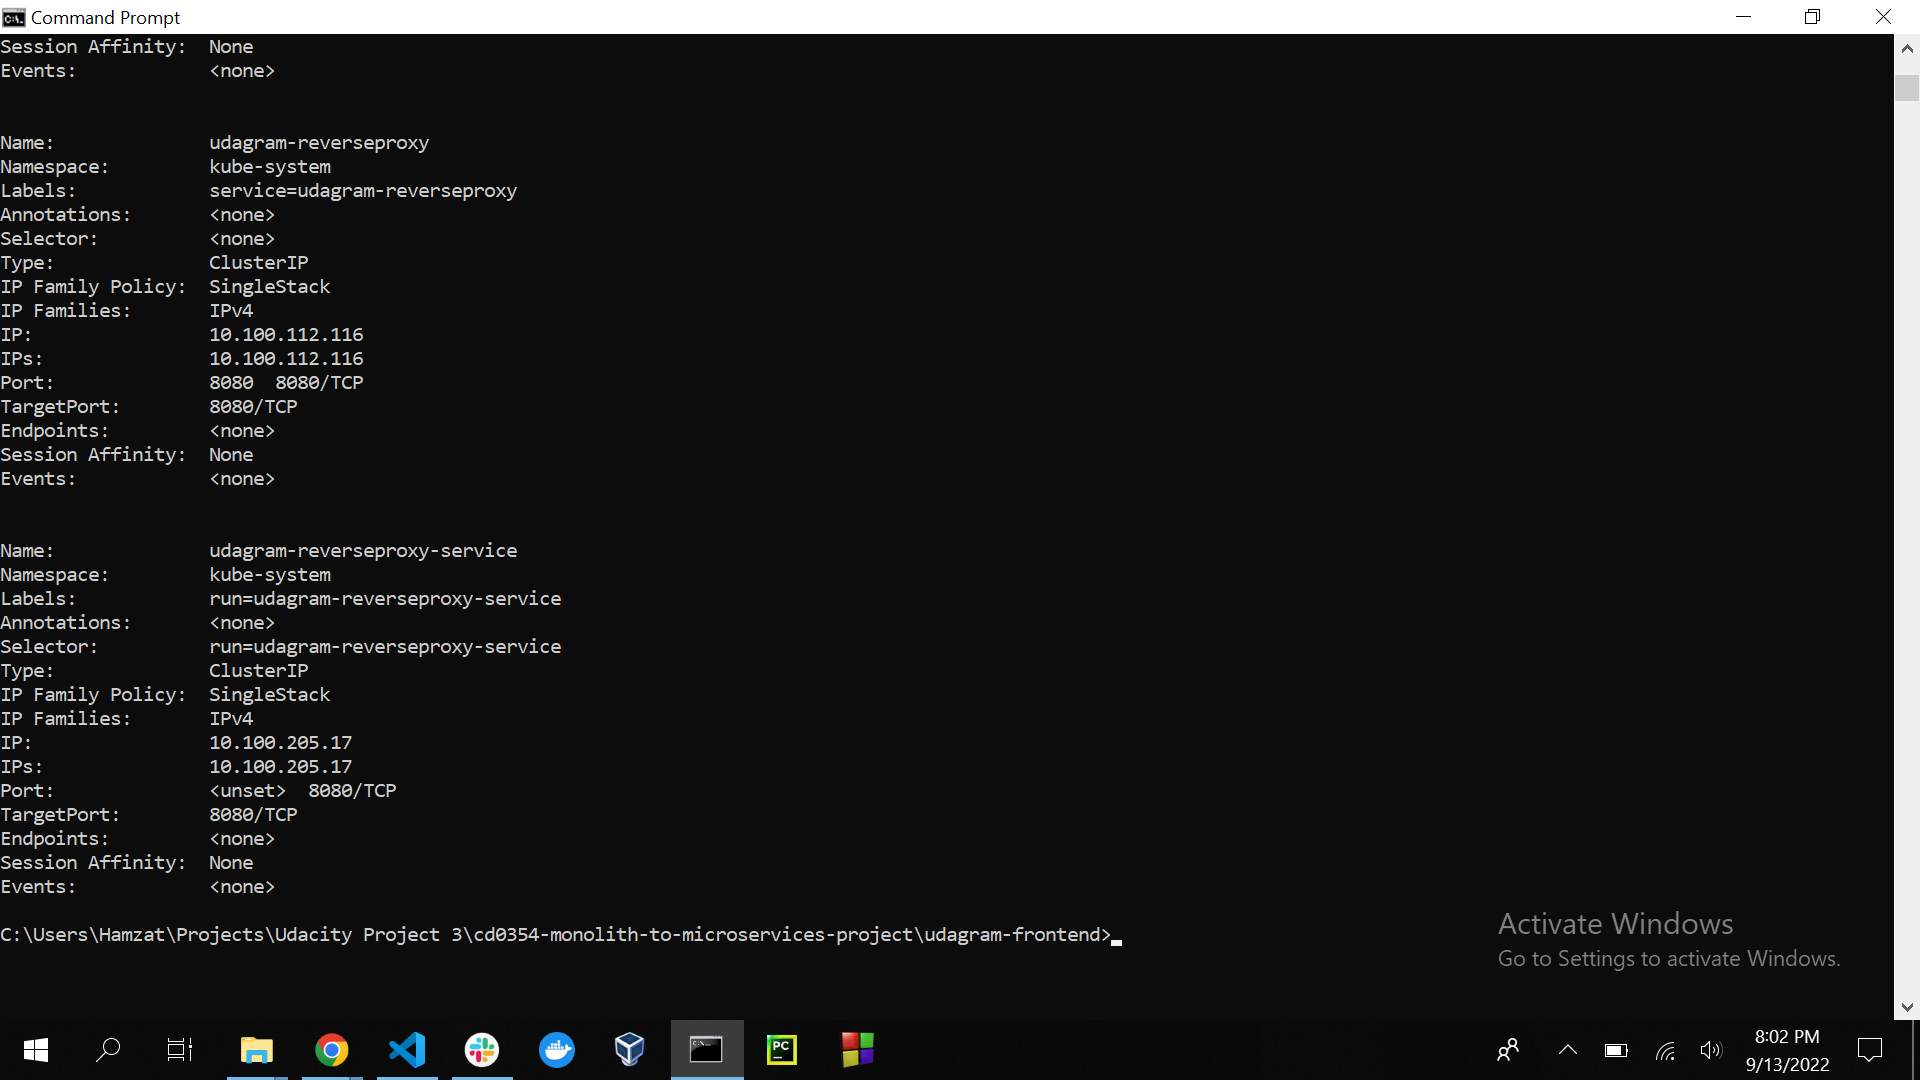 Command Prompt
Session Affinity:  None
Events:            <none>
Name:              udagram-reverseproxy
Namespace:         kube-system
Labels:            service=udagram-reverseproxy
Annotations:       <none>
Selector:          <none>
Type:              ClusterIP
IP Family Policy:  SingleStack
IP Families:       IPv4
IP:                10.100.112.116
IPs:               10.100.112.116
Port:              8080  8080/TCP
TargetPort:        8080/TCP
Endpoints:         <none>
Session Affinity:  None
Events:            <none>
Name:              udagram-reverseproxy-service
Namespace:         kube-system
Labels:            run=udagram-reverseproxy-service
Annotations:       <none>
Selector:          run=udagram-reverseproxy-service
Type:              ClusterIP
IP Family Policy:  SingleStack
IP Families:       IPv4
IP:                10.100.205.17
IPs:               10.100.205.17
Port:              <unset>  8080/TCP
TargetPort:        8080/TCP
Endpoints:         <none>
Session Affinity:  None
Events:            <none>
C:\Users\Hamzat\Projects\Udacity Project 3\cd0354-monolith-to-microservices-project\udagram-frontend>
Activate Windows
Go to Settings to activate Windows.
C:\.
PC
8:02 PM
9/13/2022